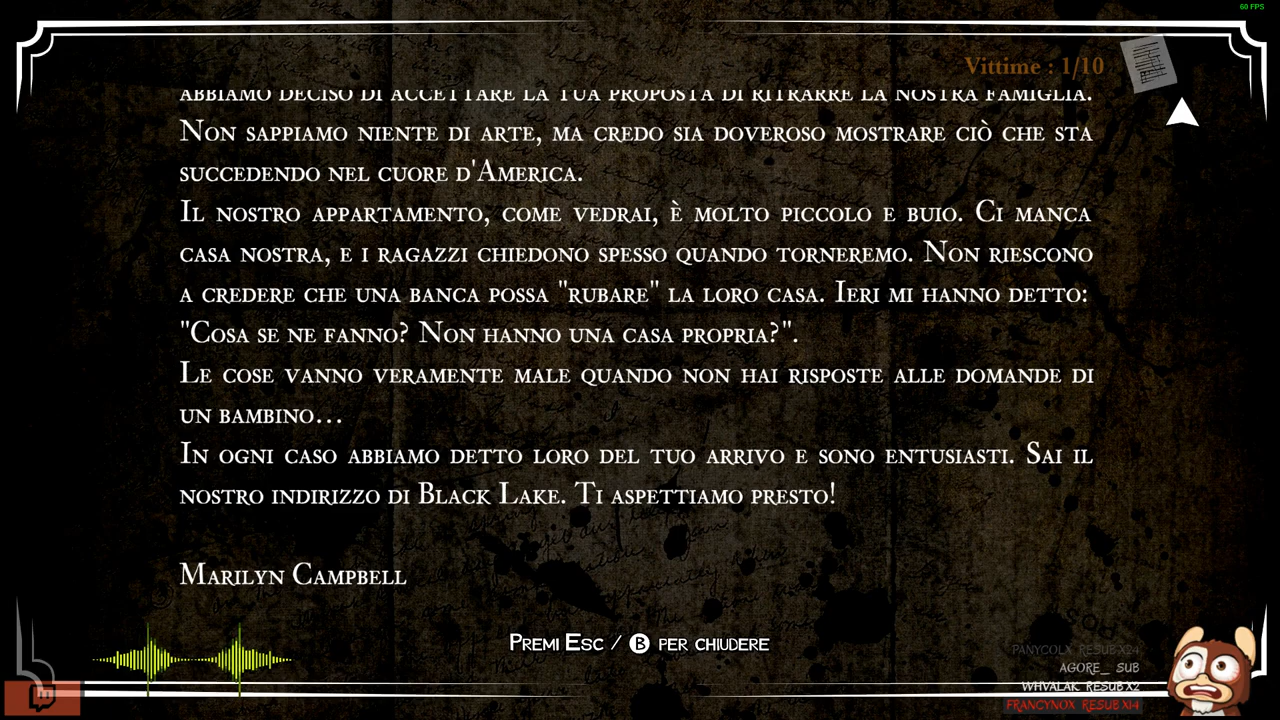 60 FPS
Vittime : 1/10
ABBIAMO DECISO DI ACCETTARE LA TUA PROPOSTA DI RITRARRE LA NOSTRA FAMIGLIA.
NON SAPPIAMO NIENTE DI ARTE, MA CREDO SIA DOVEROSO MOSTRARE CIÒ CHE STA
SUCCEDENDO NEL CUORE D'AMERICA.
IL NOSTRO APPARTAMENTO, COME VEDRAI, È MOLTO PICCOLO E BUIO. CI MANCA
CASA NOSTRA, E I RAGAZZI CHIEDONO SPESSO QUANDO TORNEREMO. NON RIESCONO
A CREDERE CHE UNA BANCA POSSA "RUBARE" LA LORO CASA. IERI MI HANNO DETTO:
"COSA SE NE FANNO? NON HANNO UNA CASA PROPRIA?".
LE COSE VANNO VERAMENTE MALE QUANDO NON HAI RISPOSTE ALLE DOMANDE DI
UN BAMBINO...
IN OGNI CASO ABBIAMO DETTO LORO DEL TUO ARRIVO E SONO ENTUSIASTI. SAI IL
NOSTRO INDIRIZZO DI BLACK LAKE. TI ASPETTIAMO PRESTO!
MARILYN CAMPBELL
PREMI ESC / B PER CHIUDERE
PANYCOLX RESUB X24
AGORE_ SUB
WHVALAK RESUB X2
FRANCYNOX RESUB X14